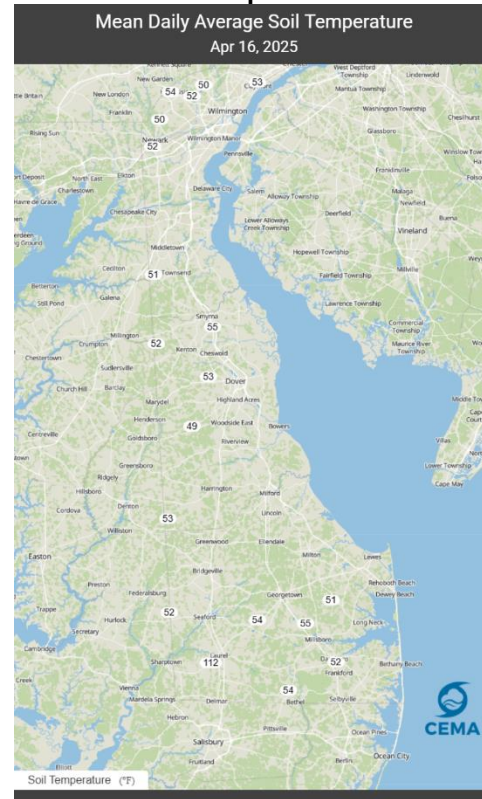 Mean Daily Average Soil Temperature
Apr 16, 2025
West Deptford
Township
Lindenwold
New Garden
50
53
Mantua Township
New London
54
52
Wilmington
Washington Township
Chesilhurst
Franklin
50
Glassboro
Rising Sun
Newark
Wilmington Manor
52
Pennsville
Winslow Tow
North East
Elkton
Franklinville
Charlestown
Delaware City
Salem
Alloway Township
Malaga
Newfield
Havre de Grace
Chesapeake City
Lower Alloways
Creek Township
Deerfield
Buena
Vineland
Middletown
Hopewell Township
Cecilton
51
Townsend
Fairfield Township
Millville
Betterton
Still Pond
Galena
Lawrence Township
Smyrna
55
Commercial
Township
Millington
Crumpton
52
Kenton
Cheswold
Maurice River
Township
Chestertown
Sudlersville
53
Dover
Church Hill
Barclay
Marydel
Highland Acres
Henderson
49
Woodside East
Bowers
Centreville
Goldsboro
Riverview
Villas
Greensboro
Lower Township
Ridgely
Cape May
Hillsboro
Harrington
Milford
Cordova
Denton
53
Lincoln
Williston
Easton
Greenwood
Ellendale
Milton
Lewes
Bridgeville
Preston
Federalsburg
Georgetown
Rehoboth Beach
Dewey Beach
Trappe
51
Hurlock
52
Seaford
54
55
Long Neck
Secretary
Millsboro
Cambridge
Sharptown
Laurel
112
52
Frankford
Bethany Beach
Vienna
54
Mardela Springs
Delmar
Bethel
Selbyville
CEMA
Hebron
Pittsville
Ocean Pines
Salisbury
Ocean City
Fruitland
Berlin
Soil Temperature (°F)